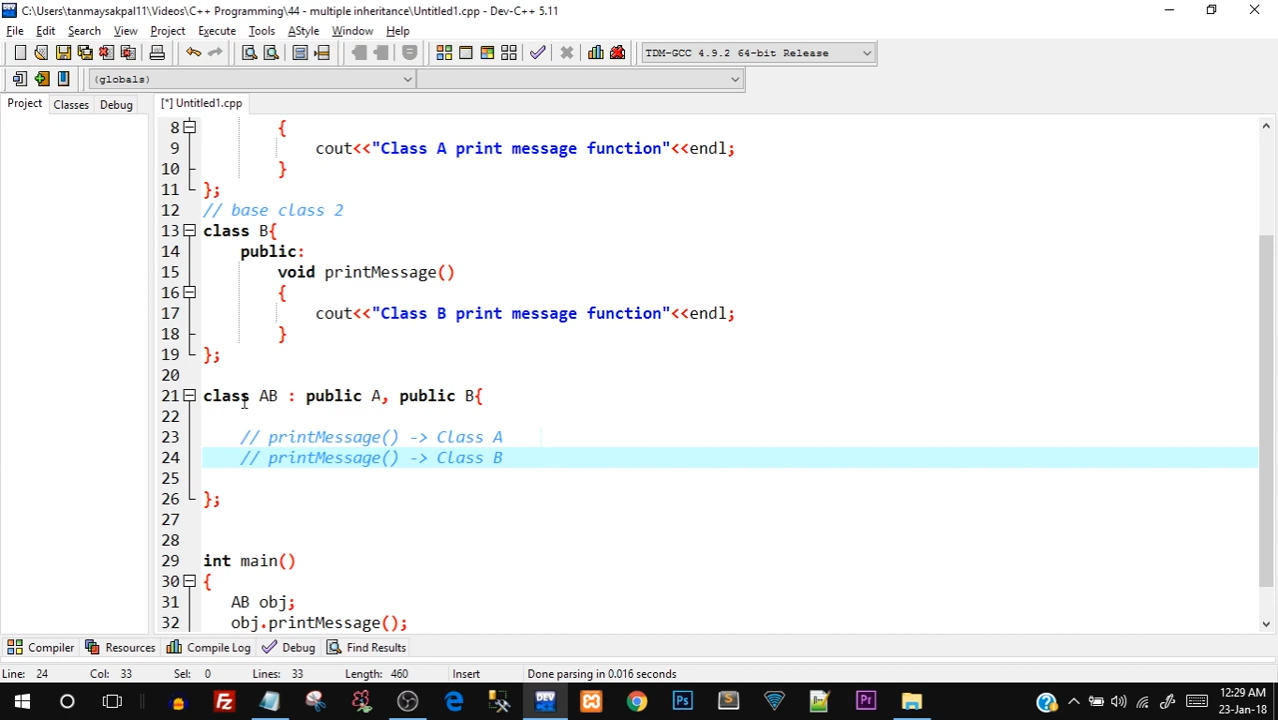 C:\Users\tanmaysakpal11\Videos\C++ Programming\44 - multiple inheritance\Untitled1.cpp - Dev-C++ 5.11
File Edit Search View Project Execute Tools AStyle Window Help
TDM-GCC 4.9.2 64-bit Release
(globals)
Project Classes Debug [*] Untitled1.cpp
8 {
9 cout<<"Class A print message function"<<endl;
10 }
11 };
12 // base class 2
13 class B{
14 public:
15 void printMessage()
16 {
17 cout<<"Class B print message function"<<endl;
18 }
19 };
20
21 class AB : public A, public B{
22
23 // printMessage() -> Class A
24 // printMessage() -> Class B
25
26 };
27
28
29 int main()
30 {
31 AB obj;
32 obj.printMessage();
Compiler Resources Compile Log Debug Find Results
Line: 24 Col: 33 Sel: 0 Lines: 33 Length: 460 Insert Done parsing in 0.016 seconds
Fz DEV Ps S Pr
12:29 AM
23-Jan-18